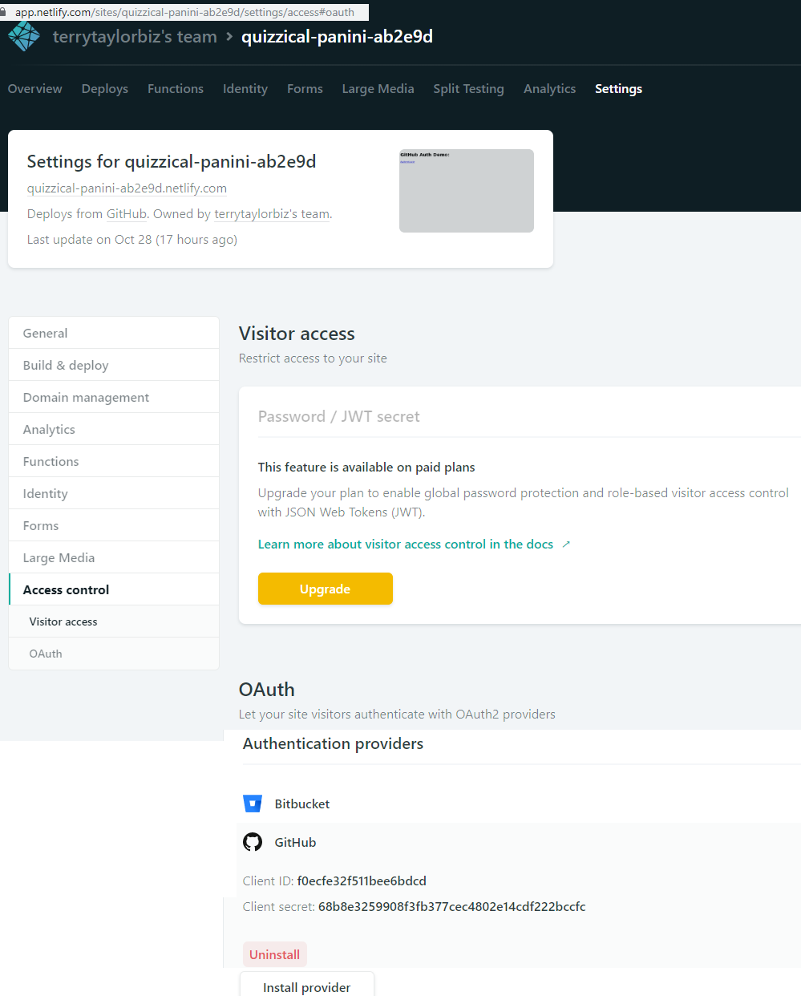 app.netlify.com/sites/quizzical-panini-ab2e9d/settings/access#oauth
terrytaylorbiz's team > quizzical-panini-ab2e9d
Overview Deploys Functions Identity Forms Large Media Split Testing Analytics Settings
Settings for quizzical-panini-ab2e9d
quizzical-panini-ab2e9d.netlify.com
Deploys from GitHub. Owned by terrytaylorbiz's team.
Last update on Oct 28 (17 hours ago)
GitHub Auth Demo:
General
Build & deploy
Domain management
Analytics
Functions
Identity
Forms
Large Media
Access control
Visitor access
OAuth
Visitor access
Restrict access to your site
Password / JWT secret
This feature is available on paid plans
Upgrade your plan to enable global password protection and role-based visitor access control
with JSON Web Tokens (JWT).
Learn more about visitor access control in the docs ↗
Upgrade
OAuth
Let your site visitors authenticate with OAuth2 providers
Authentication providers
Bitbucket
GitHub
Client ID: f0ecfe32f511bee6bdcd
Client secret: 68b8e3259908f3fb377cec4802e14cdf222bccfc
Uninstall
Install provider